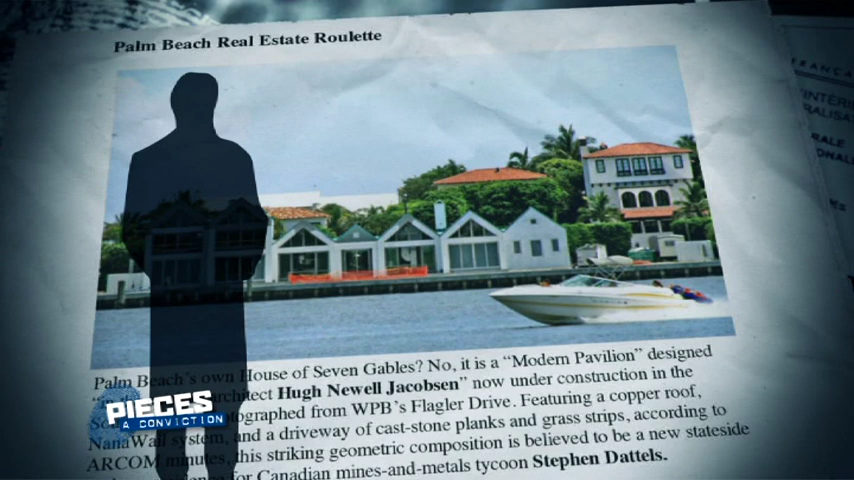 Palm Beach Real Estate Roulette
Palm Beach's own House of Seven Gables? No, it is a "Modern Pavilion" designed
architect Hugh Newell Jacobsen" now under construction in the
photographed from WPB's Flagler Drive. Featuring a copper roof,
NanaWall system, and a driveway of cast-stone planks and grass strips, according to
ARCOM minutes, this striking geometric composition is believed to be a new stateside
for Canadian mines-and-metals tycoon Stephen Dattels.
PIECES
À CONVICTION